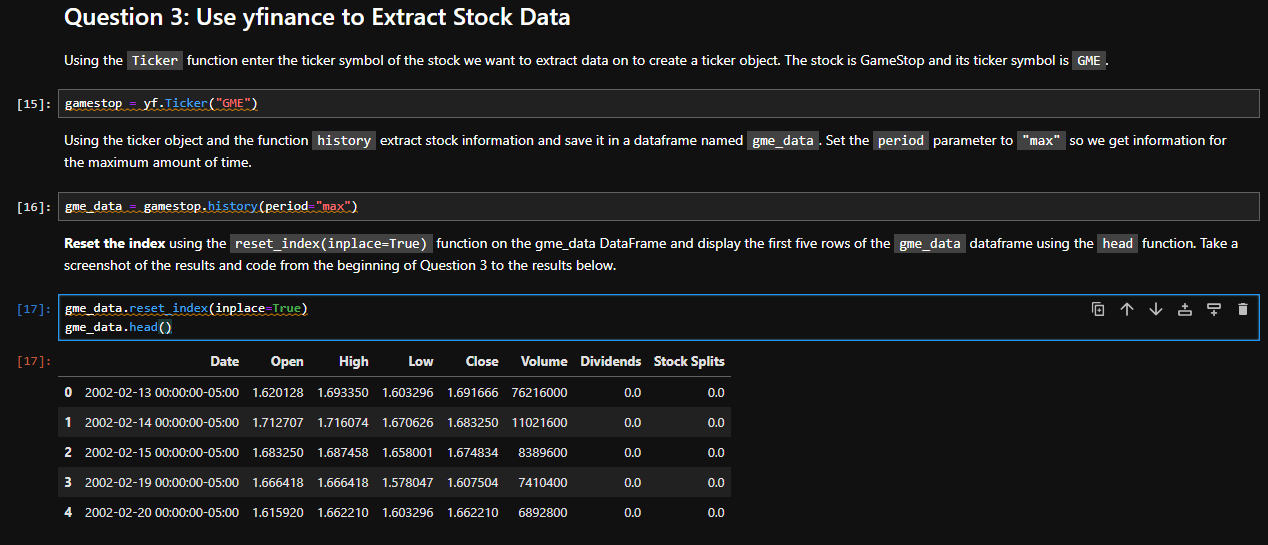 Question 3: Use yfinance to Extract Stock Data
Using the Ticker function enter the ticker symbol of the stock we want to extract data on to create a ticker object. The stock is GameStop and its ticker symbol is GME.
[15]: gamestop = yf.Ticker("GME")
Using the ticker object and the function history extract stock information and save it in a dataframe named gme_data. Set the period parameter to "max" so we get information for
the maximum amount of time.
[16]: gme_data = gamestop.history(period="max")
Reset the index using the reset_index(inplace=True) function on the gme_data DataFrame and display the first five rows of the gme_data dataframe using the head function. Take a
screenshot of the results and code from the beginning of Question 3 to the results below.
[17]: gme_data.reset_index(inplace=True)
gme_data.head()
[17]: Date Open High Low Close Volume Dividends Stock Splits
0 2002-02-13 00:00:00-05:00 1.620128 1.693350 1.603296 1.691666 76216000 0.0 0.0
1 2002-02-14 00:00:00-05:00 1.712707 1.716074 1.670626 1.683250 11021600 0.0 0.0
2 2002-02-15 00:00:00-05:00 1.683250 1.687458 1.658001 1.674834 8389600 0.0 0.0
3 2002-02-19 00:00:00-05:00 1.666418 1.666418 1.578047 1.607504 7410400 0.0 0.0
4 2002-02-20 00:00:00-05:00 1.615920 1.662210 1.603296 1.662210 6892800 0.0 0.0